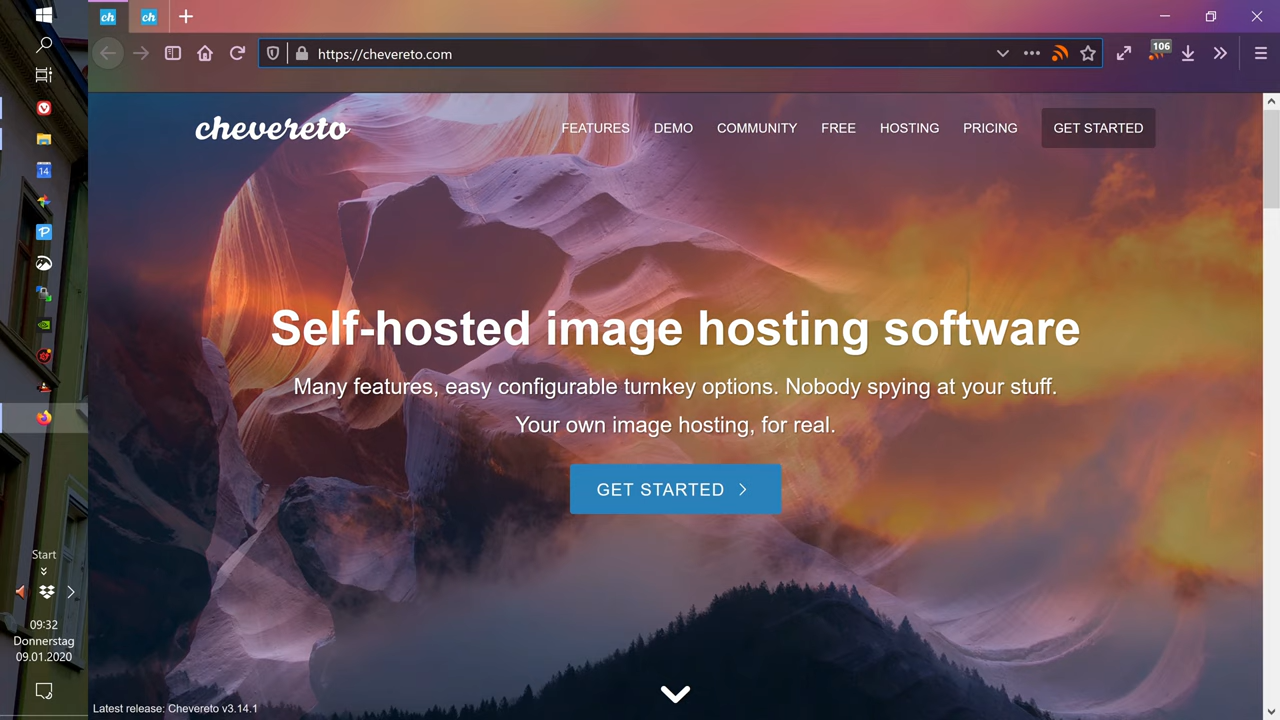 ch
ch
https://chevereto.com
106
14
chevereto
FEATURES DEMO COMMUNITY FREE HOSTING PRICING GET STARTED
Self-hosted image hosting software
Many features, easy configurable turnkey options. Nobody spying at your stuff.
Your own image hosting, for real.
GET STARTED
Start
09:32
Donnerstag
09.01.2020
Latest release: Chevereto v3.14.1